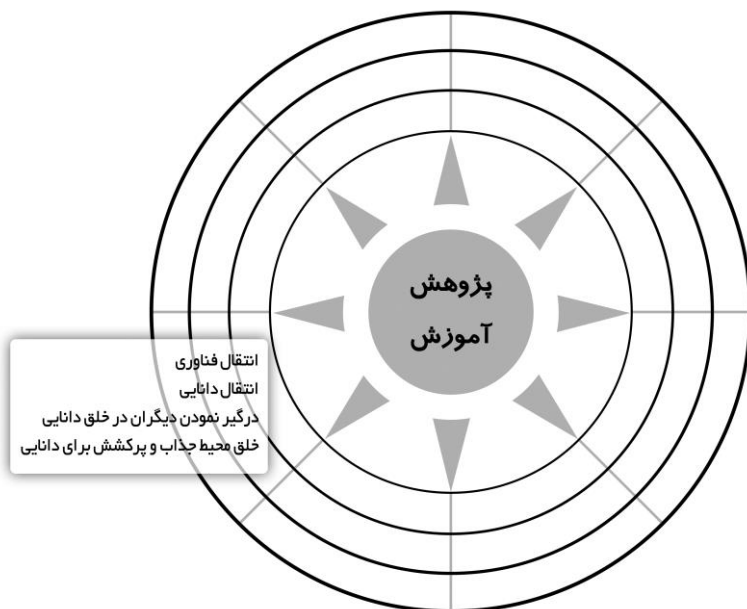 پژوهش
آموزش
انتقال فناوری
انتقال دانایی
درگیر نمودن دیگران در خلق دانایی
خلق محیط جذاب و پرکشش برای دانایی